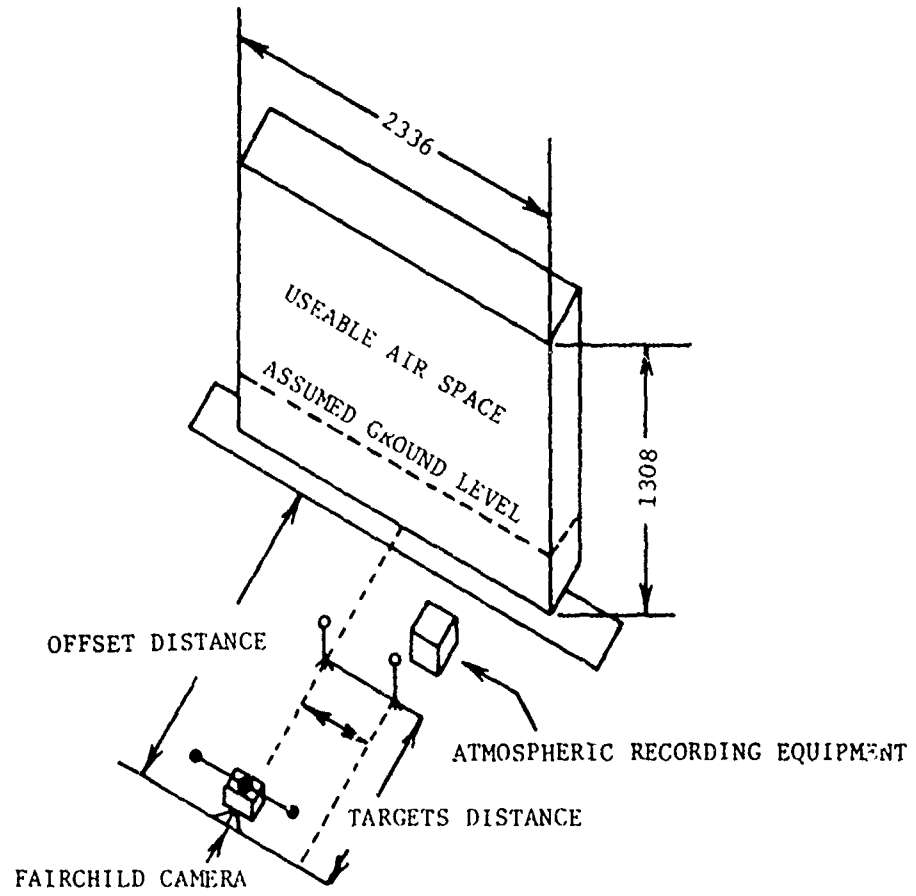 2336
USEABLE AIR SPACE
ASSUMED GROUND LEVEL
1308
OFFSET DISTANCE
ATMOSPHERIC RECORDING EQUIPMENT
TARGETS DISTANCE
FAIRCHILD CAMERA